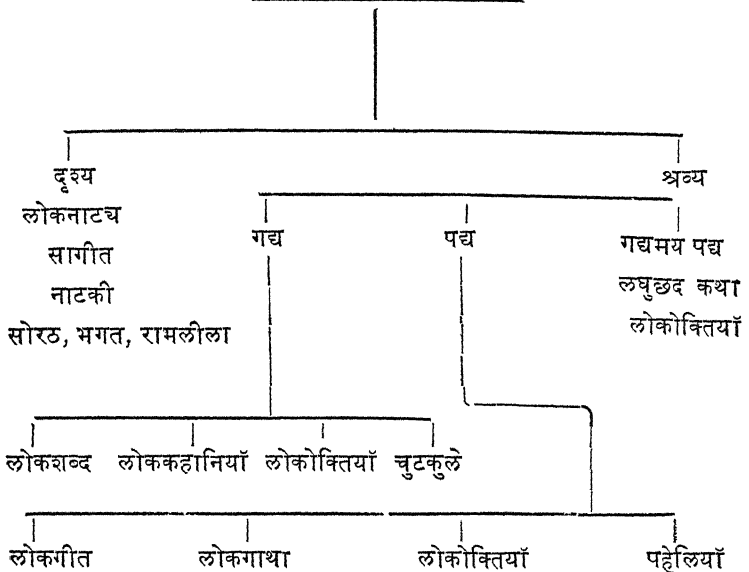 दृश्य श्रव्य
लोकनाट्य
सागीत
नाटकी
सोरठ, भगत, रामलीला
गद्य पद्य गद्यमय पद्य
लघुछद कथा
लोकोक्तियॉ
लोकशब्द लोककहानियॉ लोकोक्तियॉ चुटकुले
लोकगीत लोकगाथा लोकोक्तियॉ पहेलियॉ